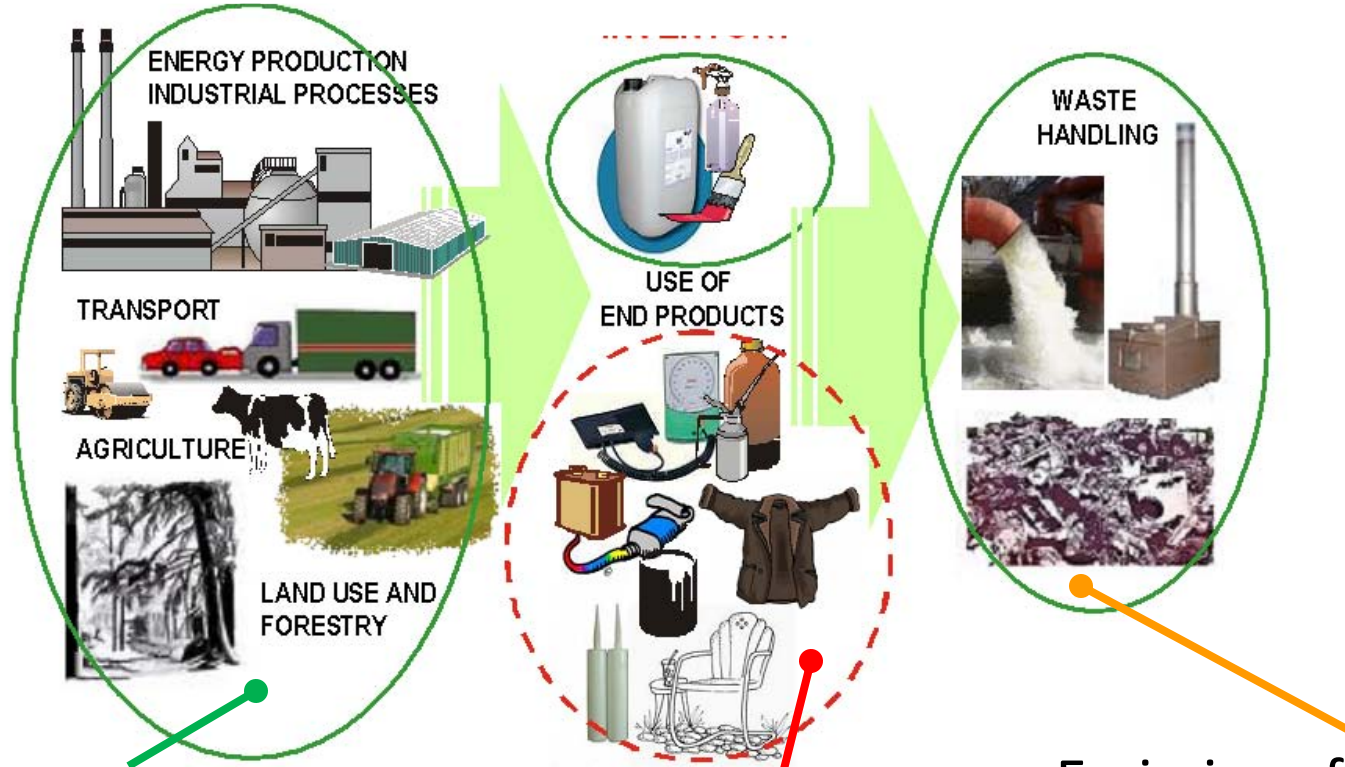 ENERGY PRODUCTION
INDUSTRIAL PROCESSES
TRANSPORT
AGRICULTURE
LAND USE AND
FORESTRY
USE OF
END PRODUCTS
WASTE
HANDLING